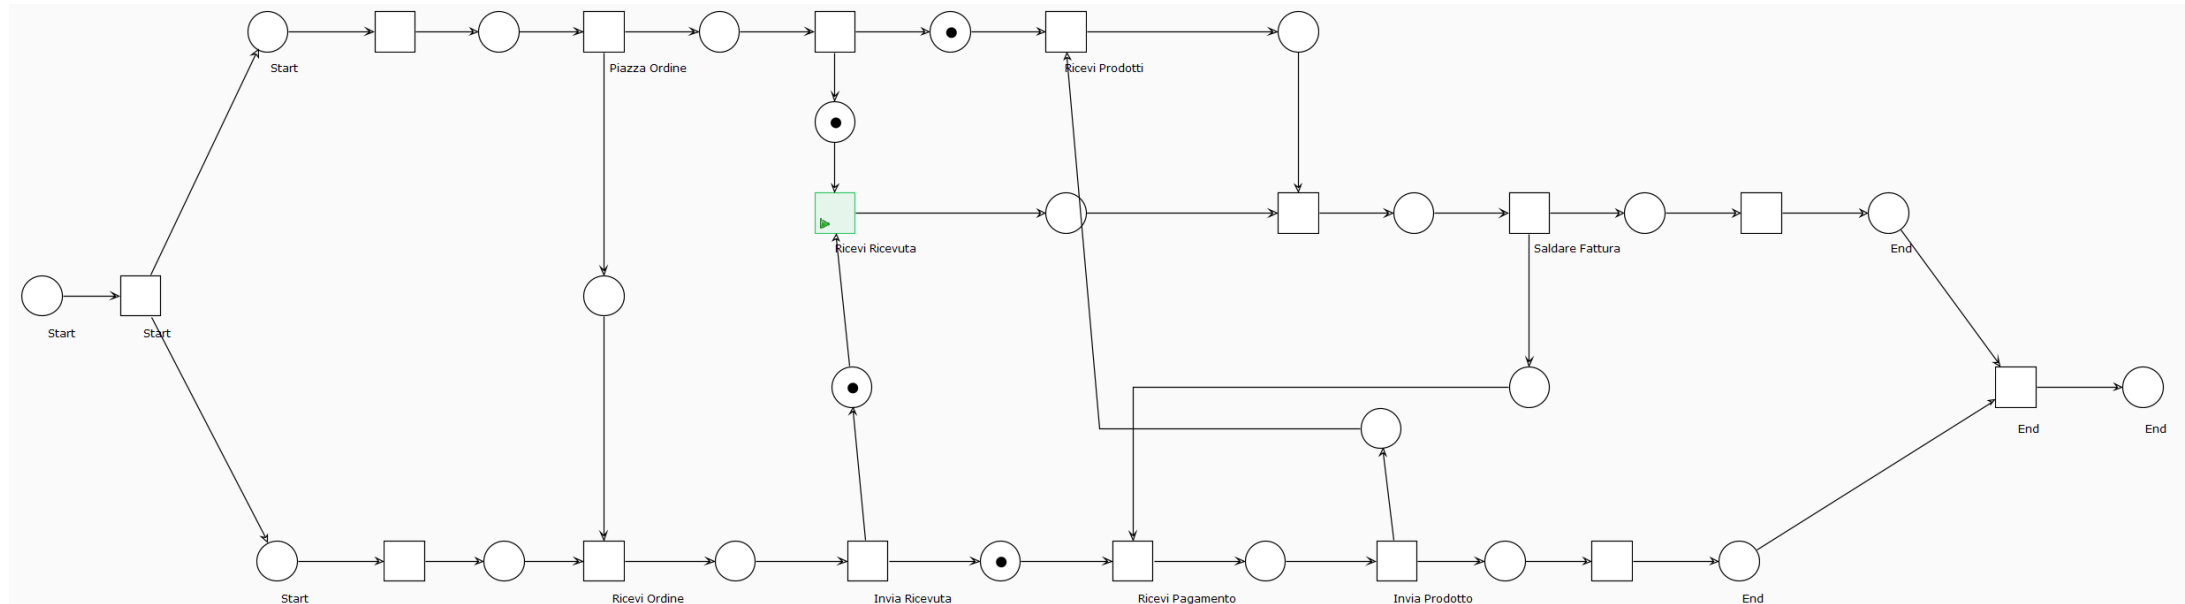 Start
Piazza Ordine
Ricevi Prodotti
Ricevi Ricevuta
Saldare Fattura
End
Start
Start
End
End
Start
Ricevi Ordine
Invia Ricevuta
Ricevi Pagamento
Invia Prodotto
End